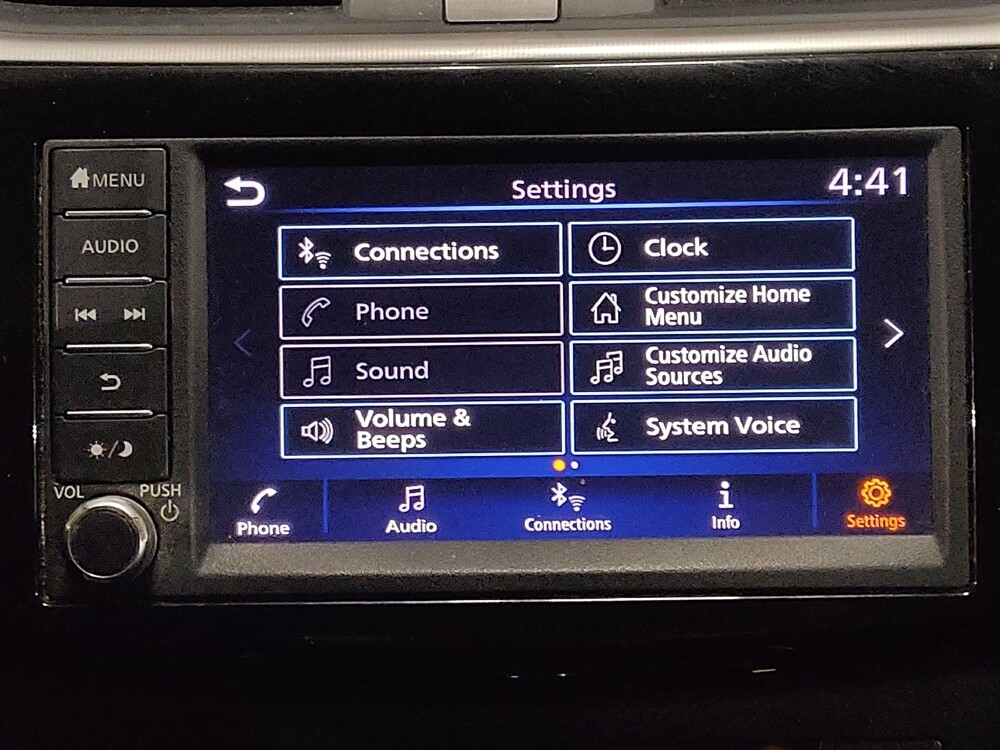 MENU
AUDIO
VOL
PUSH
Settings
4:41
Connections
Clock
Phone
Customize Home
Menu
Sound
Customize Audio
Sources
Volume &
Beeps
System Voice
Phone
Audio
Connections
Info
Settings